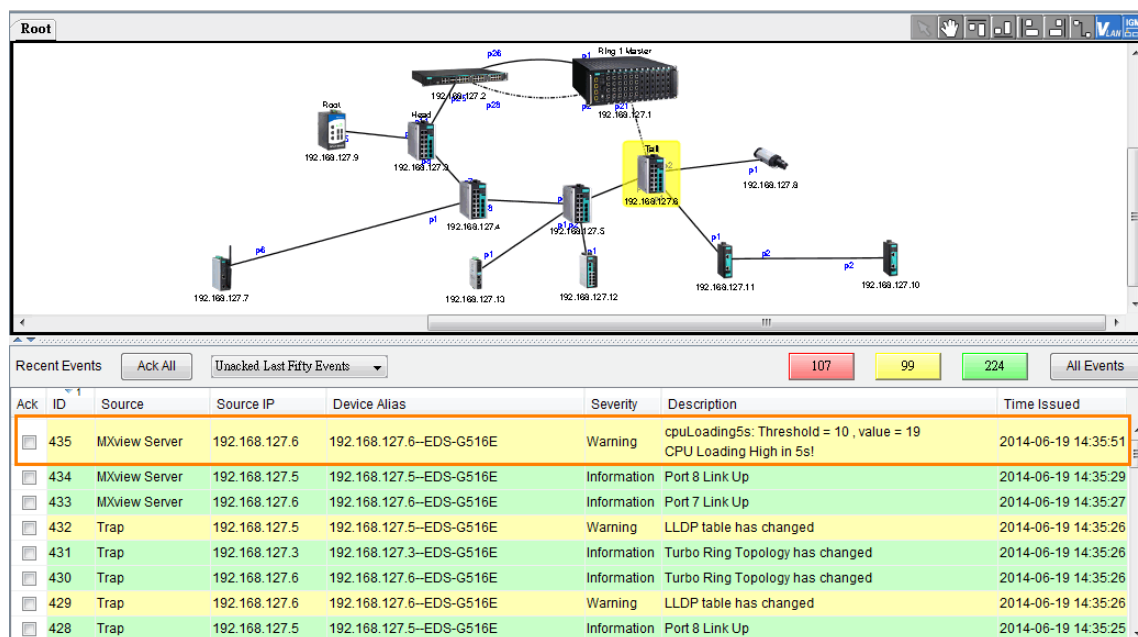 Root
VLAN
IGM
p26
p1
Ring 1 Master
192.168.127.2
p25
p28
p2
p21
192.168.127.1
Root
192.168.127.9
Head
192.168.127.3
Tail
192.168.127.6
p1
192.168.127.8
192.168.127.4
p1
192.168.127.5
p1
p6
192.168.127.7
p1
192.168.127.13
p1
192.168.127.12
p1
p2
192.168.127.11
p2
192.168.127.10
Recent Events
Ack All
Unacked Last Fifty Events
107
99
224
All Events
Ack ID 1 Source Source IP Device Alias Severity Description Time Issued
435 MXview Server 192.168.127.6 192.168.127.6--EDS-G516E Warning cpuLoading5s: Threshold = 10 , value = 19 2014-06-19 14:35:51
CPU Loading High in 5s!
434 MXview Server 192.168.127.5 192.168.127.5--EDS-G516E Information Port 8 Link Up 2014-06-19 14:35:29
433 MXview Server 192.168.127.6 192.168.127.6--EDS-G516E Information Port 7 Link Up 2014-06-19 14:35:27
432 Trap 192.168.127.5 192.168.127.5--EDS-G516E Warning LLDP table has changed 2014-06-19 14:35:26
431 Trap 192.168.127.3 192.168.127.3--EDS-G516E Information Turbo Ring Topology has changed 2014-06-19 14:35:26
430 Trap 192.168.127.6 192.168.127.6--EDS-G516E Information Turbo Ring Topology has changed 2014-06-19 14:35:26
429 Trap 192.168.127.6 192.168.127.6--EDS-G516E Warning LLDP table has changed 2014-06-19 14:35:26
428 Trap 192.168.127.5 192.168.127.5--EDS-G516E Information Port 8 Link Up 2014-06-19 14:35:25